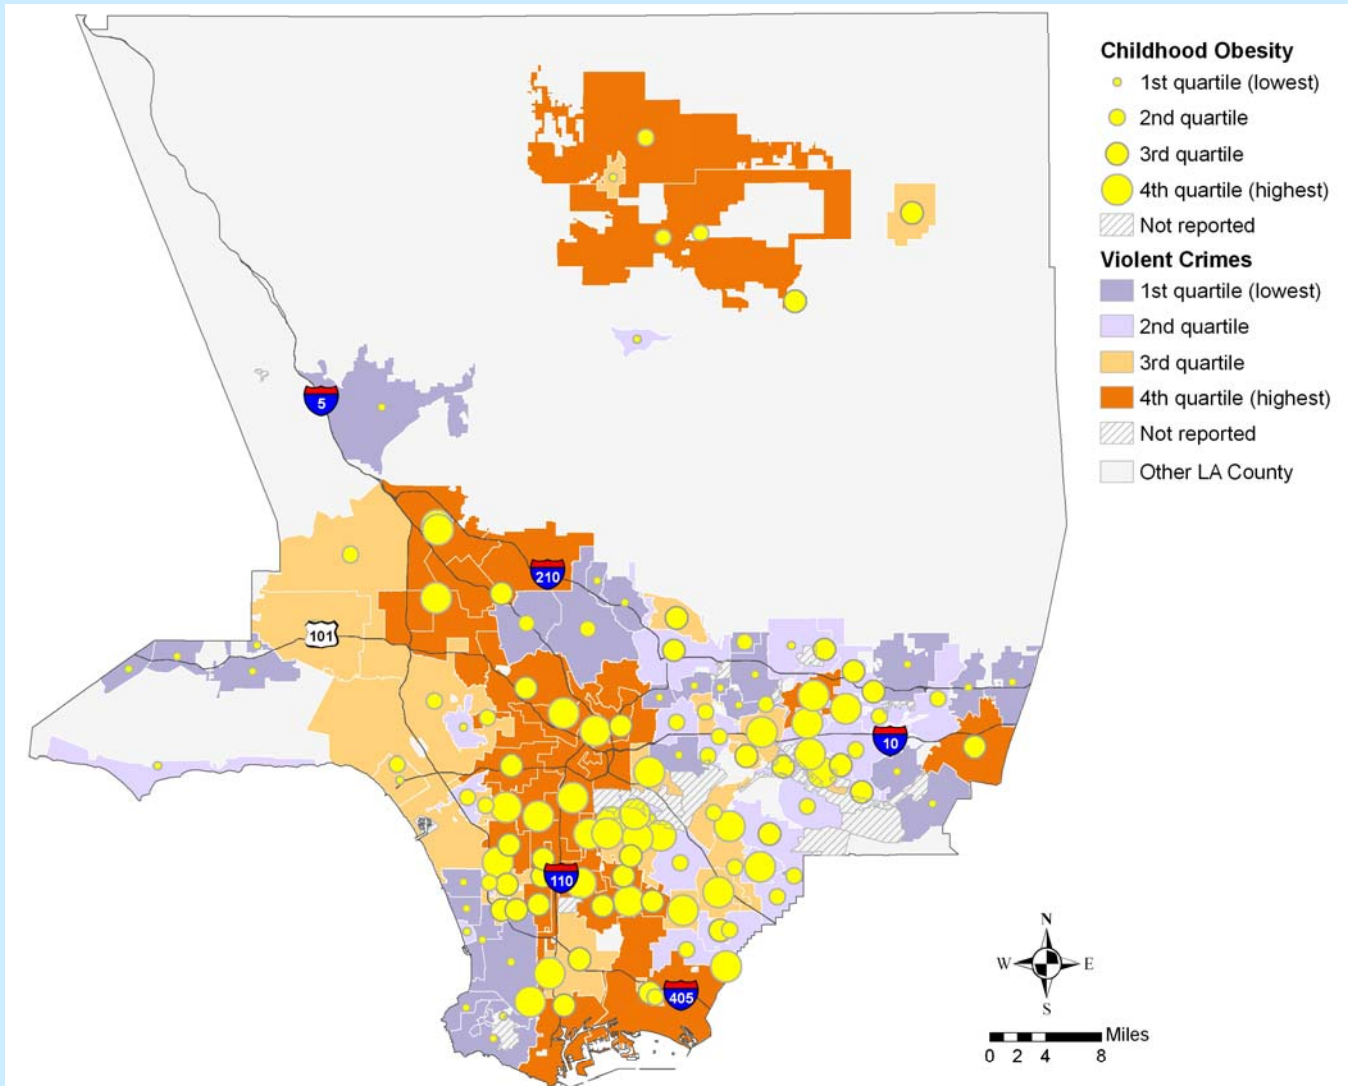 Childhood Obesity
1st quartile (lowest)
2nd quartile
3rd quartile
4th quartile (highest)
Not reported
Violent Crimes
1st quartile (lowest)
2nd quartile
3rd quartile
4th quartile (highest)
Not reported
Other LA County
5
210
101
10
110
405
N
W E
S
Miles
0 2 4 8